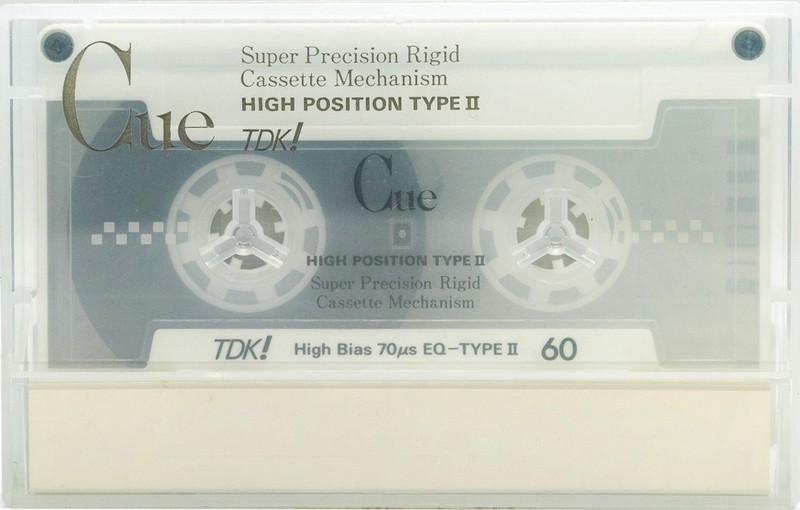 Cue
Super Precision Rigid
Cassette Mechanism
HIGH POSITION TYPE II
TDK!
Cue
HIGH POSITION TYPE II
Super Precision Rigid
Cassette Mechanism
TDK! High Bias 70µs EQ-TYPE II 60